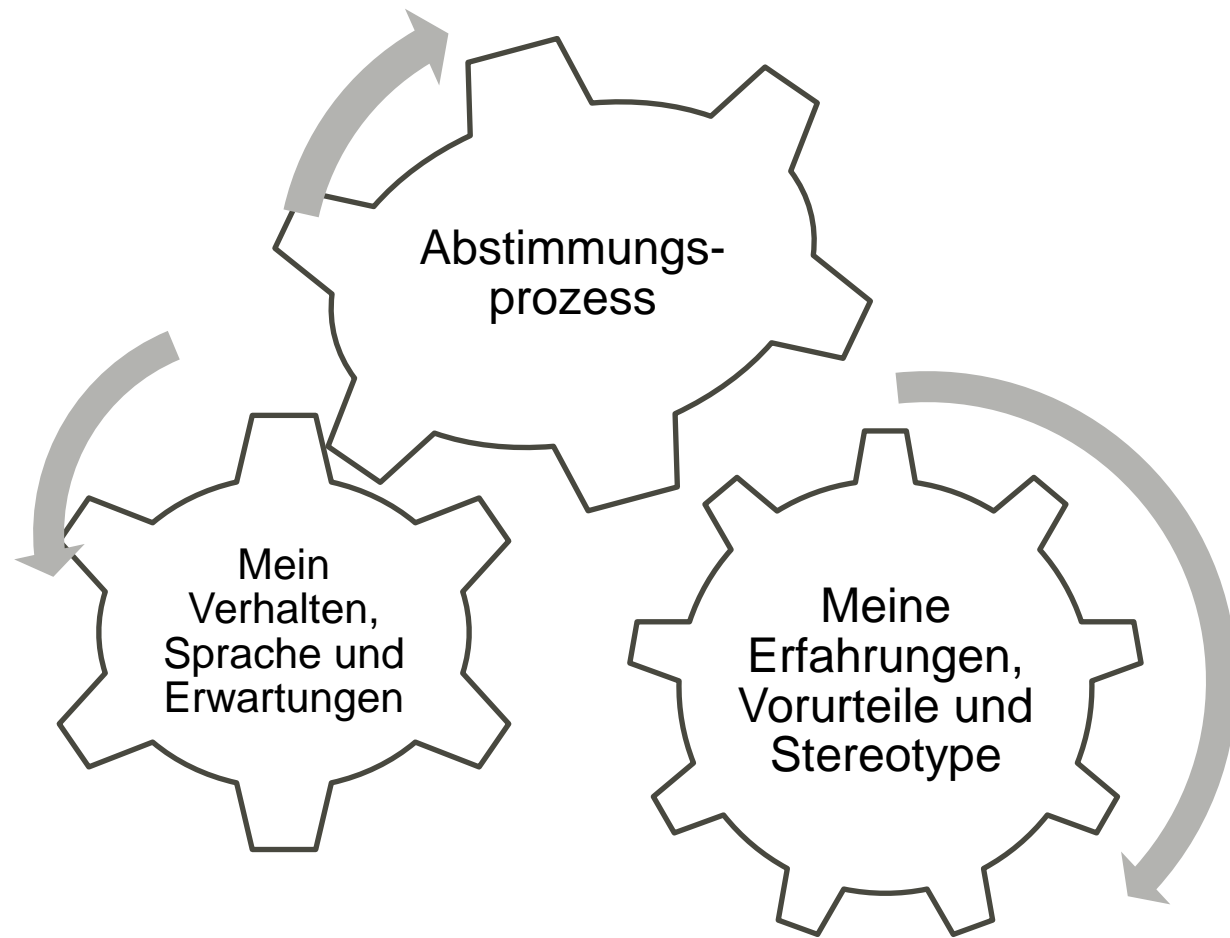 Abstimmungs-
prozess
Mein
Verhalten,
Sprache und
Erwartungen
Meine
Erfahrungen,
Vorurteile und
Stereotype